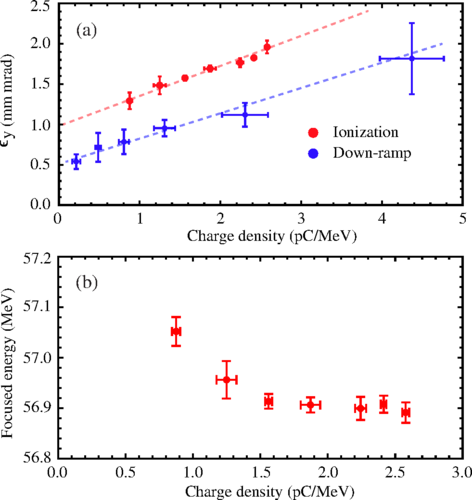 2.5
(a)
2.0
1.5
1.0
0.5
0.0
ϵy (mm mrad)
Ionization
Down-ramp
1 2 3 4 5
Charge density (pC/MeV)
57.2
(b)
57.1
57.0
56.9
56.8
Focused energy (MeV)
0.0 0.5 1.0 1.5 2.0 2.5 3.0
Charge density (pC/MeV)